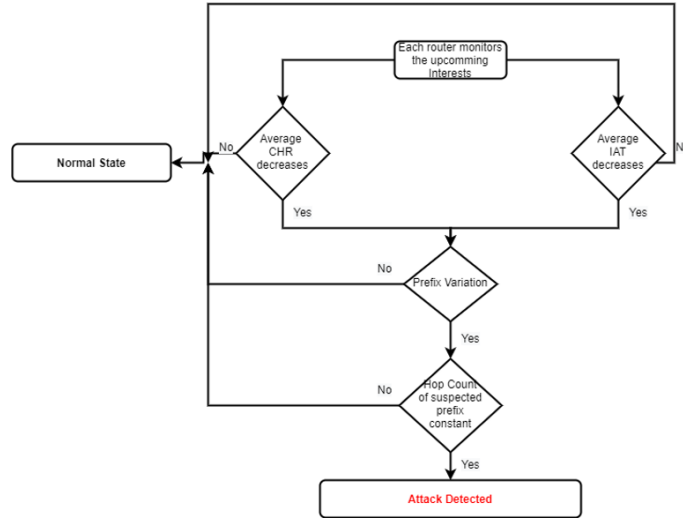 Each router monitors
the upcomming
Interests
Average
CHR
decreases
Average
IAT
decreases
No
N
Normal State
Yes
Yes
Prefix Variation
No
Yes
Hop Count
of suspected
prefix
constant
No
Yes
Attack Detected